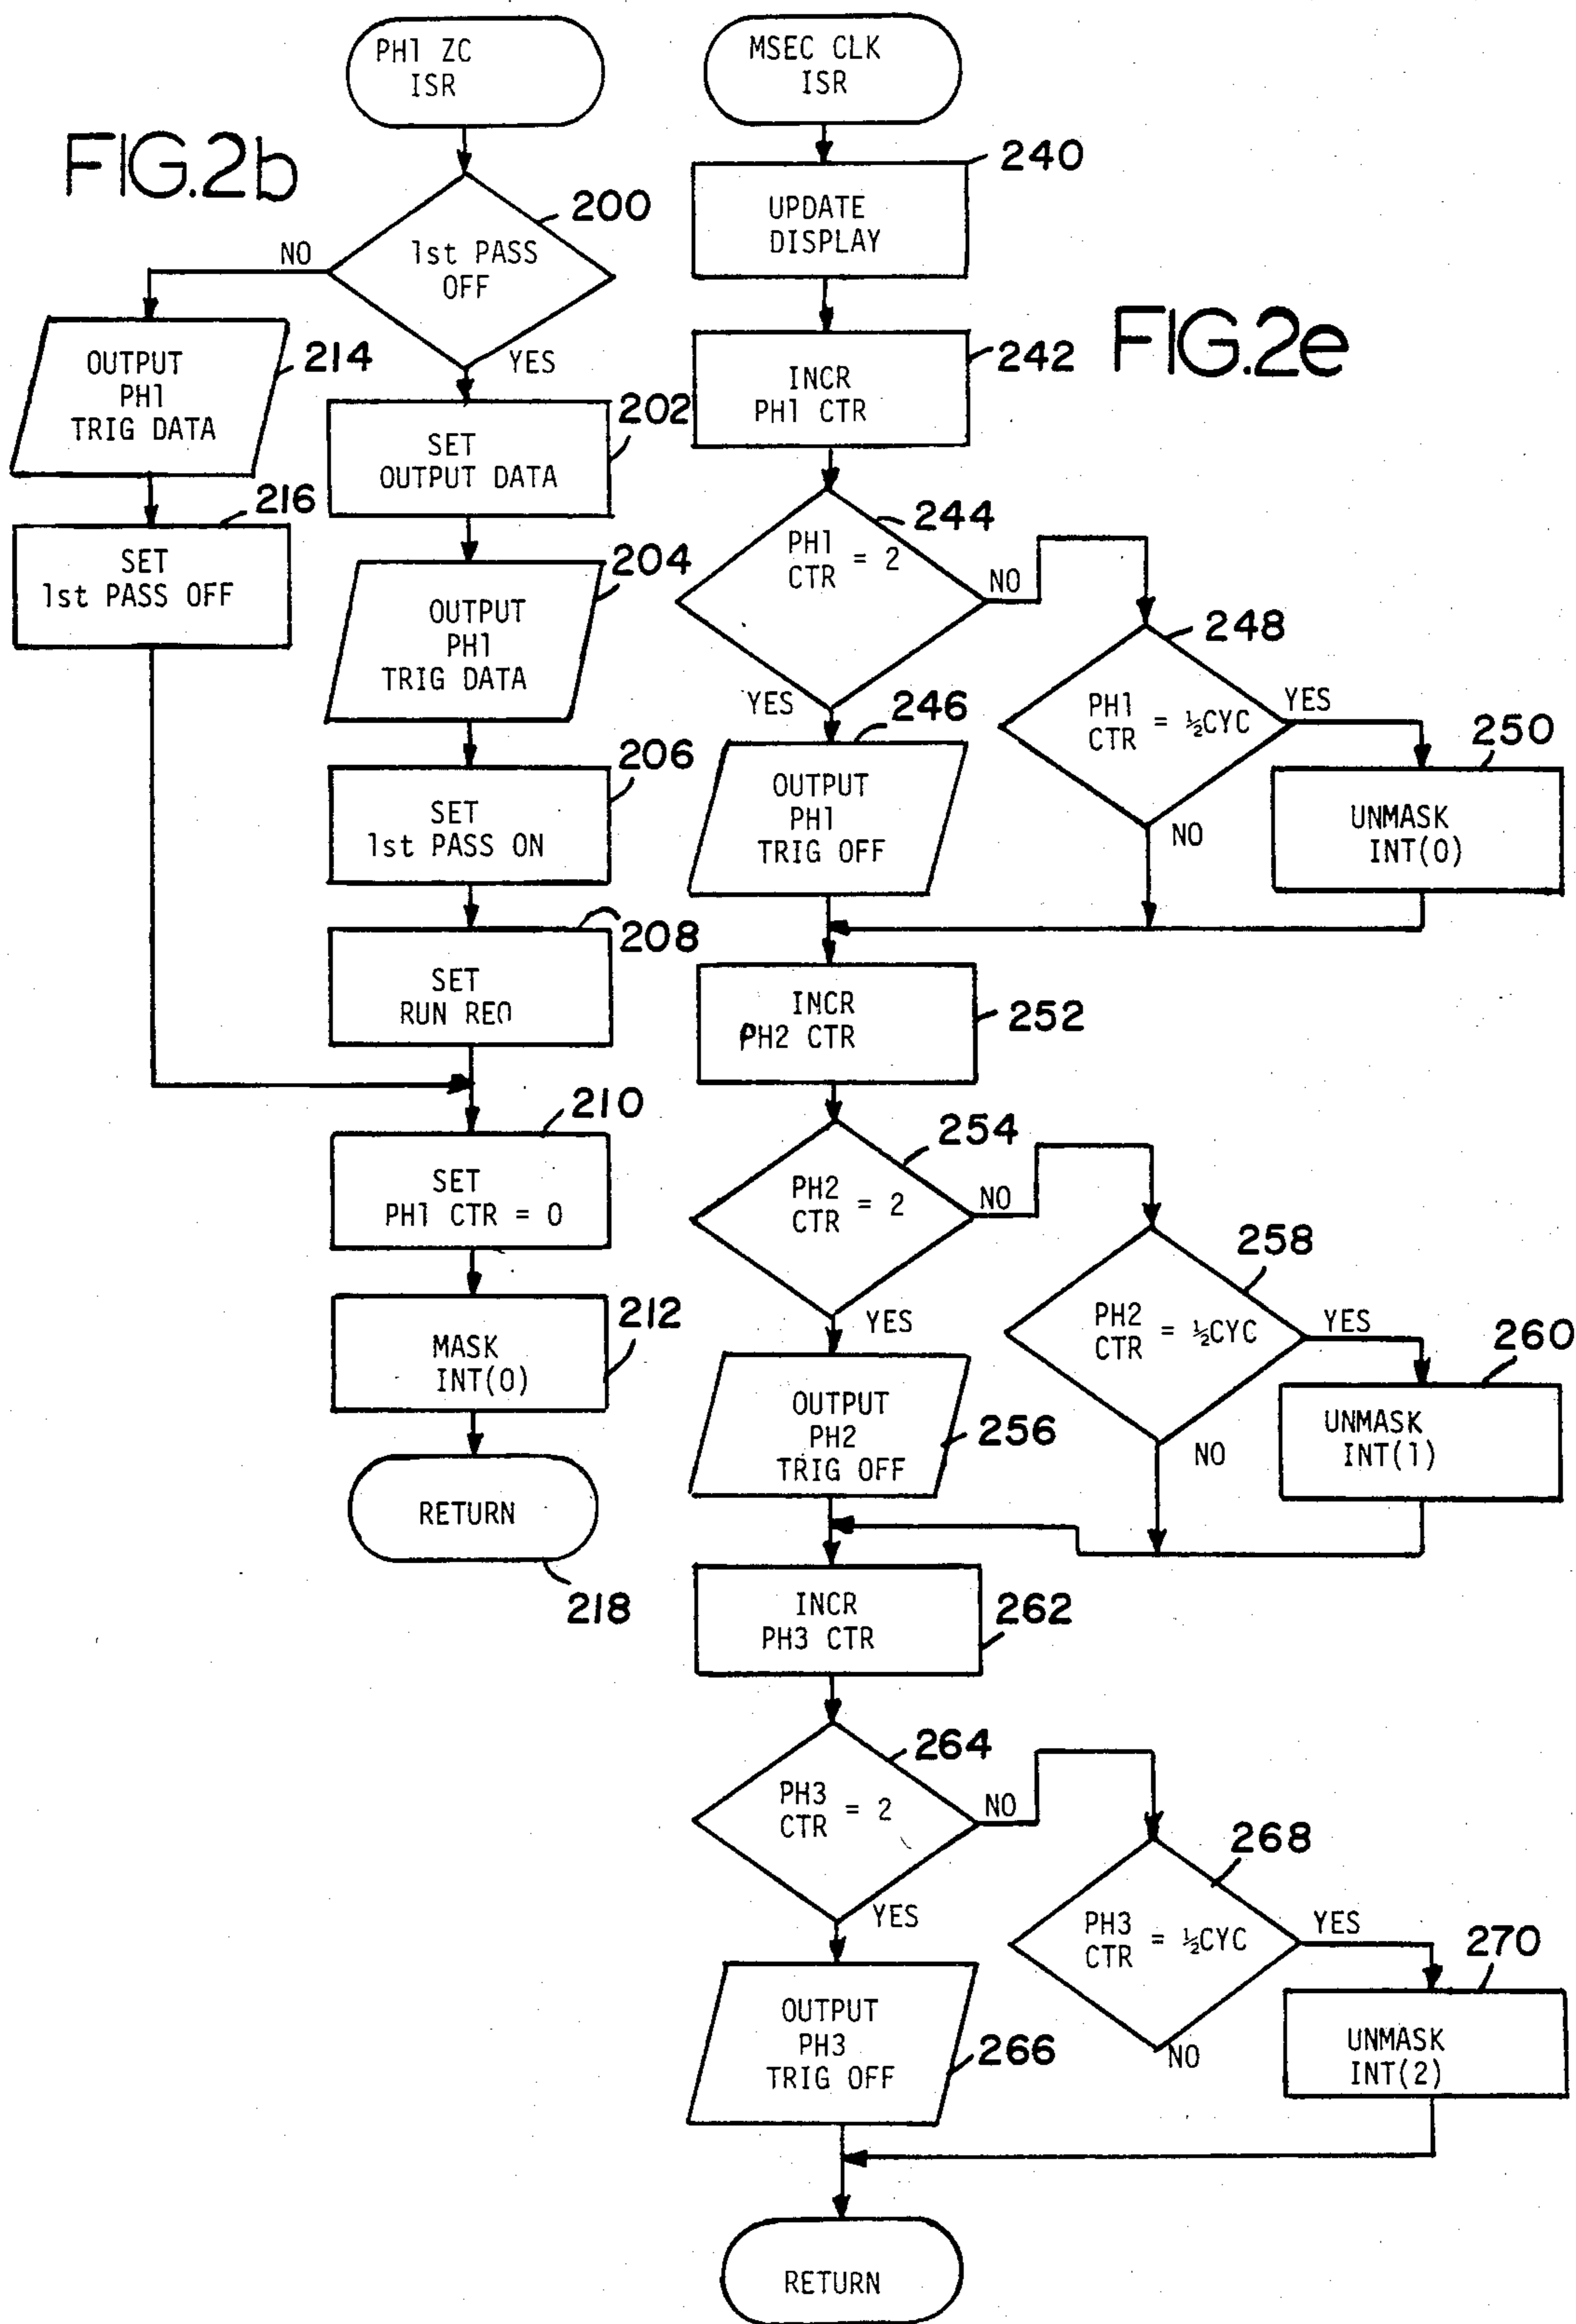 FIG.2b
PH1 ZC
ISR
200
1st PASS
OFF
NO
YES
214
OUTPUT
PH1
TRIG DATA
216
SET
1st PASS OFF
202
SET
OUTPUT DATA
204
OUTPUT
PH1
TRIG DATA
206
SET
1st PASS ON
208
SET
RUN REQ
210
SET
PH1 CTR = 0
212
MASK
INT(0)
RETURN
218
FIG.2e
MSEC CLK
ISR
240
UPDATE
DISPLAY
242
INCR
PH1 CTR
244
PH1
CTR = 2
NO
YES
246
OUTPUT
PH1
TRIG OFF
248
PH1
CTR = ½CYC
YES
NO
250
UNMASK
INT(0)
252
INCR
PH2 CTR
254
PH2
CTR = 2
NO
YES
256
OUTPUT
PH2
TRIG OFF
258
PH2
CTR = ½CYC
YES
NO
260
UNMASK
INT(1)
262
INCR
PH3 CTR
264
PH3
CTR = 2
NO
YES
266
OUTPUT
PH3
TRIG OFF
268
PH3
CTR = ½CYC
YES
NO
270
UNMASK
INT(2)
RETURN